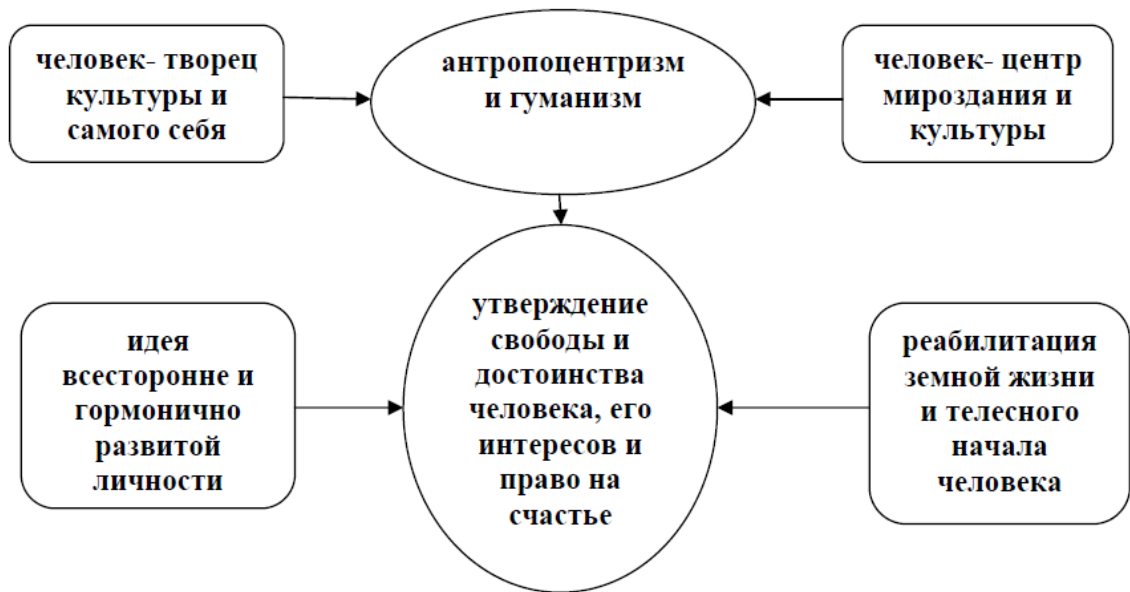 человек- творец
культуры и
самого себя
антропоцентризм
и гуманизм
человек- центр
мироздания и
культуры
идея
всесторонне и
гормонично
развитой
личности
утверждение
свободы и
достоинства
человека, его
интересов и
право на
счастье
реабилитация
земной жизни
и телесного
начала
человека